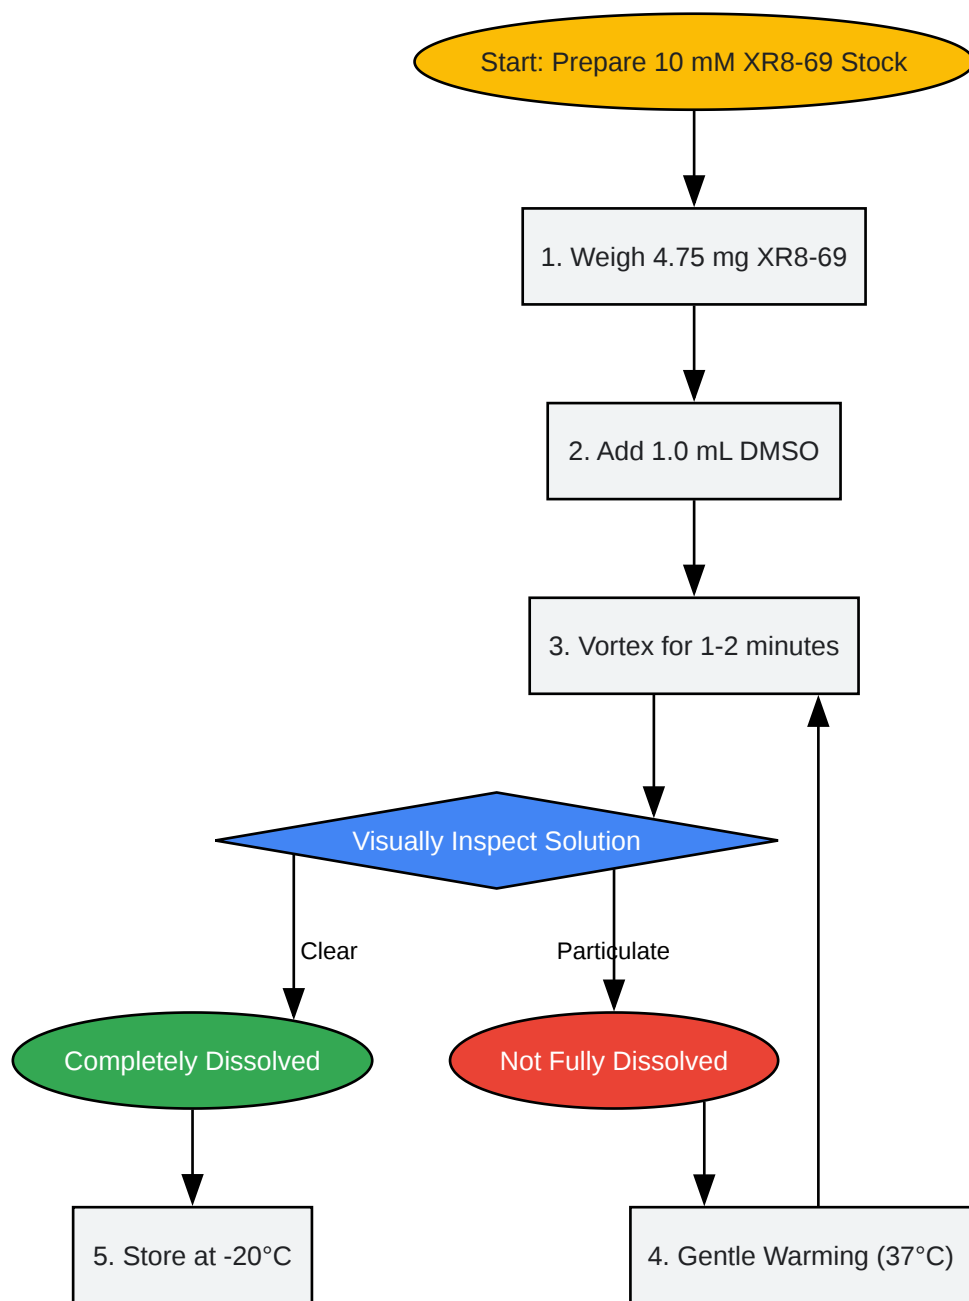 Start: Prepare 10 mM XR8-69 Stock
1. Weigh 4.75 mg XR8-69
2. Add 1.0 mL DMSO
3. Vortex for 1-2 minutes
Visually Inspect Solution
Clear
Particulate
Completely Dissolved
Not Fully Dissolved
5. Store at -20°C
4. Gentle Warming (37°C)